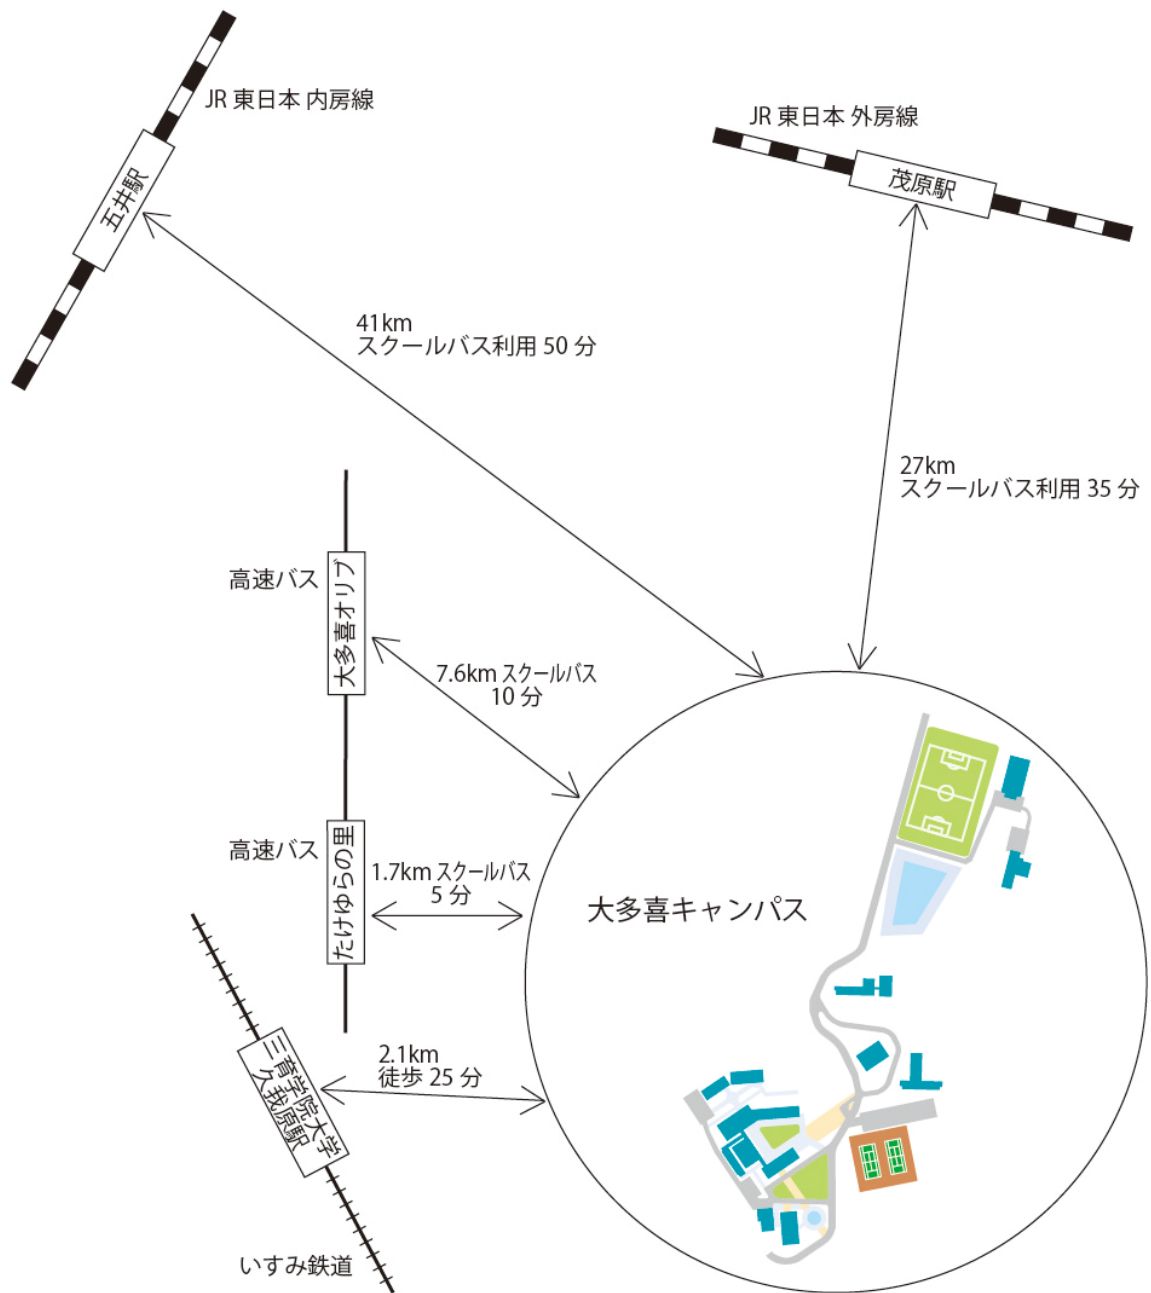 JR 東日本 内房線
五井駅
JR 東日本 外房線
茂原駅
41km
スクールバス利用 50 分
27km
スクールバス利用 35 分
高速バス
大多喜オリブ
7.6km スクールバス
10 分
高速バス
たけゆらの里
1.7km スクールバス
5 分
大多喜キャンパス
三育学院大学
久我原駅
2.1km
徒歩 25 分
いすみ鉄道